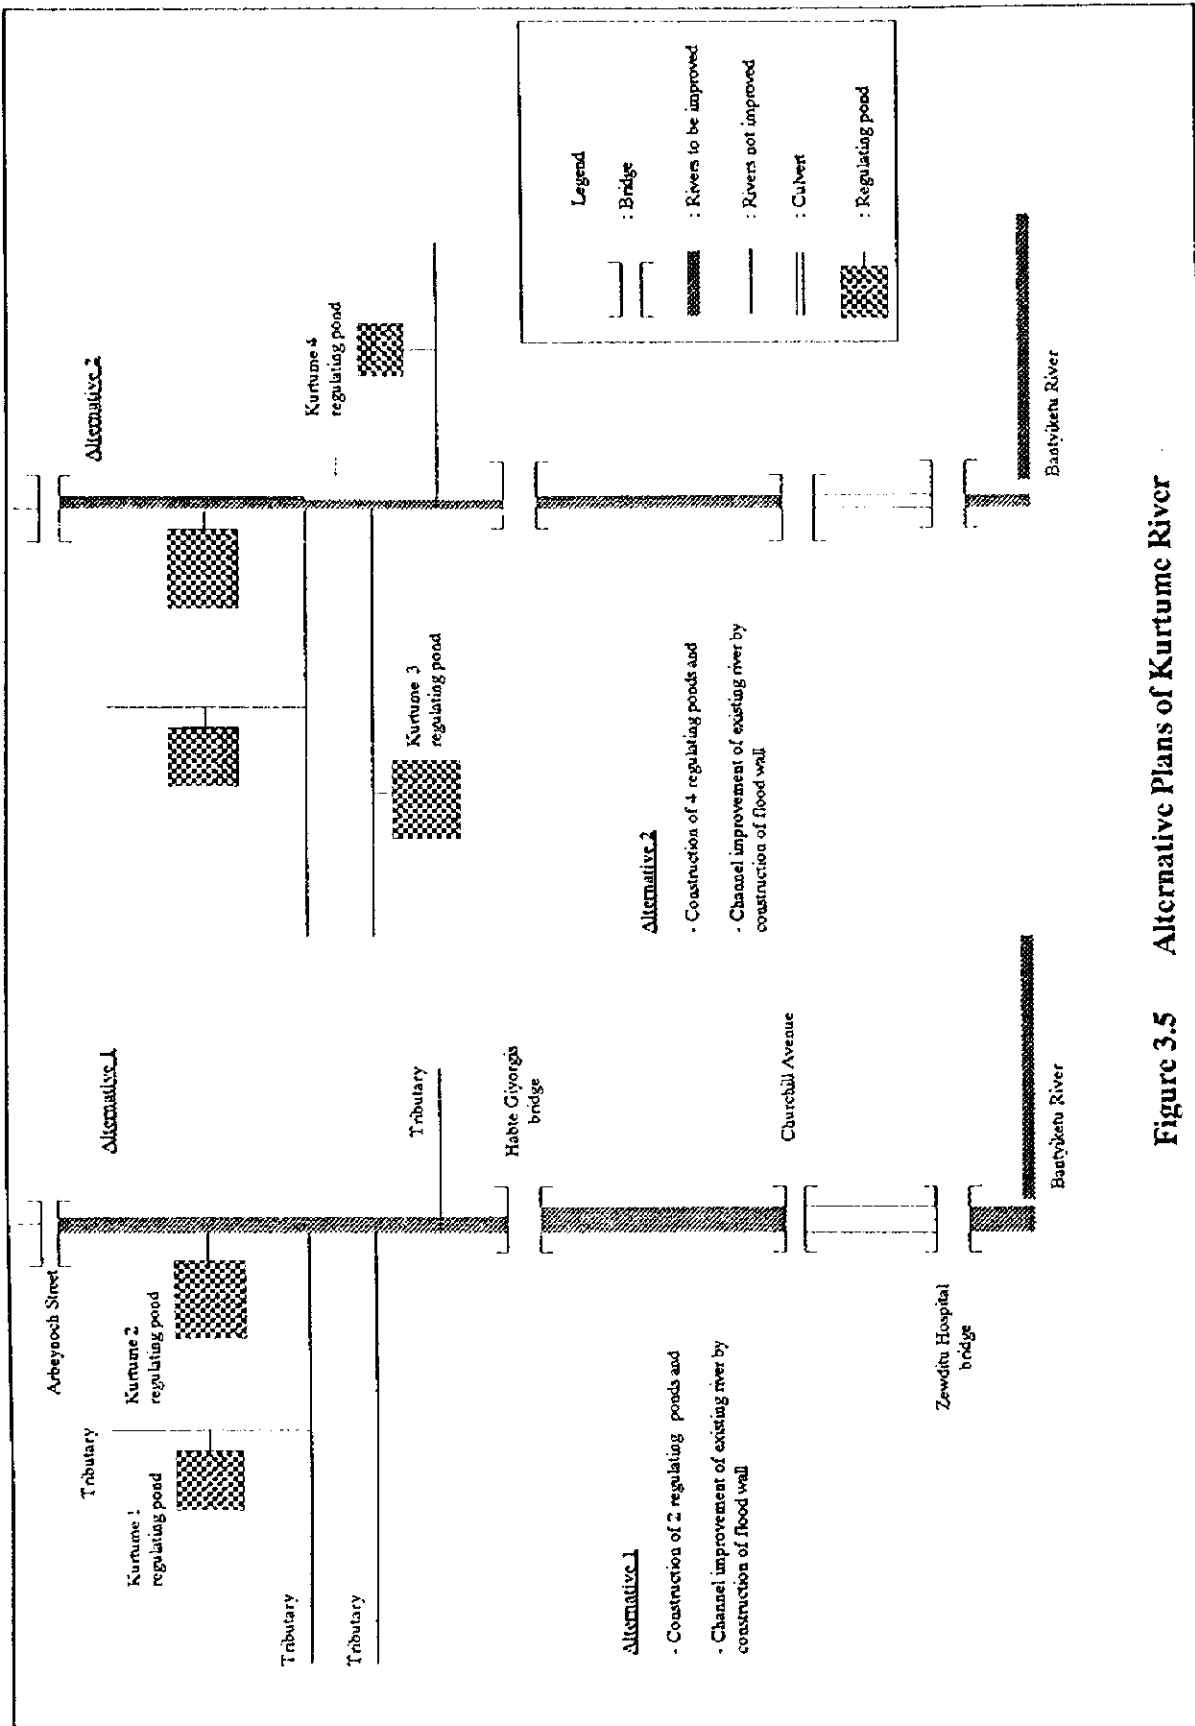 Alternative 1
Arbeynoch Street
Tributary
Kurtume 1
regulating pond
Kurtume 2
regulating pond
Tributary
Tributary
Tributary
Habte Giyorgis
bridge
Churchill Avenue
Zewditu Hospital
bridge
Bantyiketu River
Alternative 1
- Construction of 2 regulating ponds and
- Channel improvement of existing river by
construction of flood wall
Alternative 2
Kurtume 4
regulating pond
Kurtume 3
regulating pond
Alternative 2
- Construction of 4 regulating ponds and
- Channel improvement of existing river by
construction of flood wall
Bantyiketu River
Legend
: Bridge
: Rivers to be improved
: Rivers not improved
: Culvert
: Regulating pond
Figure 3.5 Alternative Plans of Kurtume River